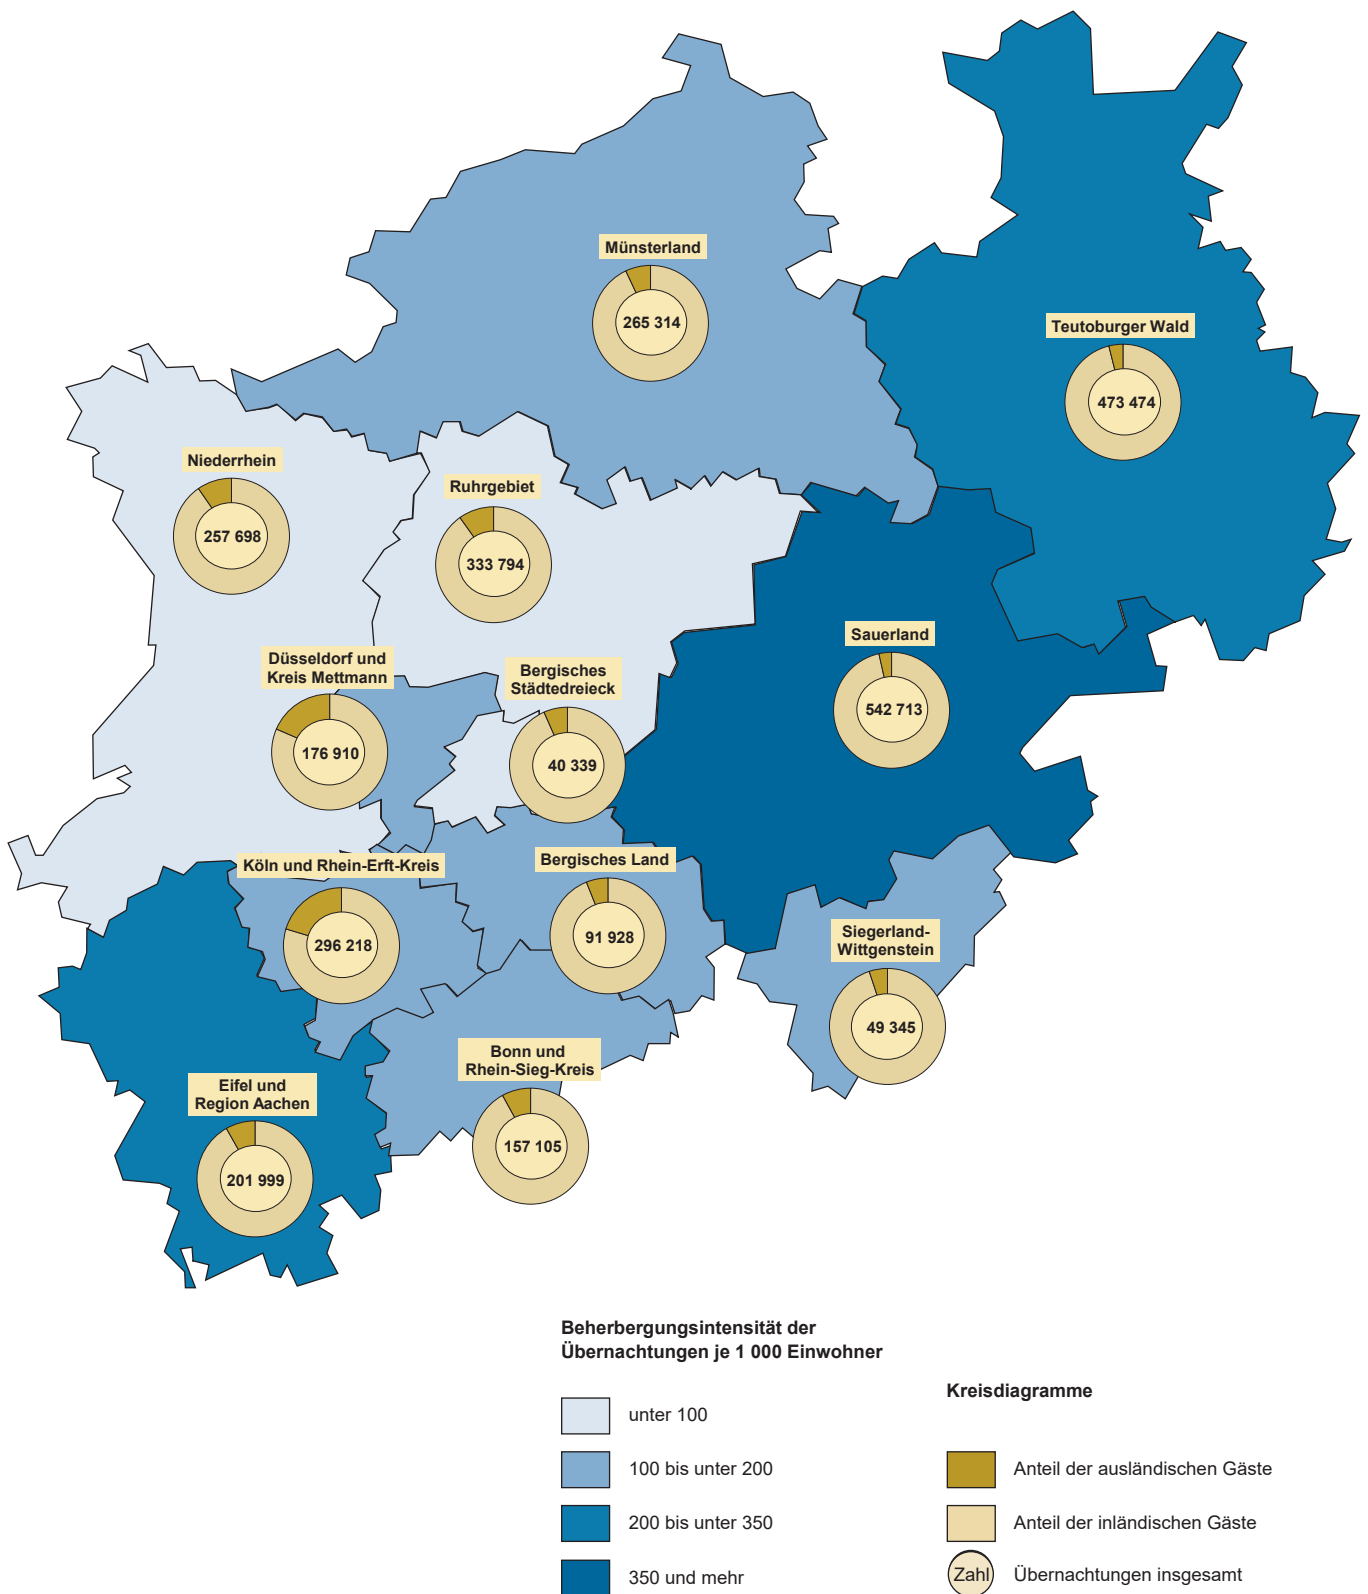 Münsterland
265 314
Teutoburger Wald
473 474
Niederrhein
257 698
Ruhrgebiet
333 794
Sauerland
542 713
Düsseldorf und
Kreis Mettmann
176 910
Bergisches
Städtedreieck
40 339
Köln und Rhein-Erft-Kreis
296 218
Bergisches Land
91 928
Siegerland-
Wittgenstein
49 345
Bonn und
Rhein-Sieg-Kreis
157 105
Eifel und
Region Aachen
201 999
Beherbergungsintensität der
Übernachtungen je 1 000 Einwohner
unter 100
100 bis unter 200
200 bis unter 350
350 und mehr
Kreisdiagramme
Anteil der ausländischen Gäste
Anteil der inländischen Gäste
Zahl Übernachtungen insgesamt